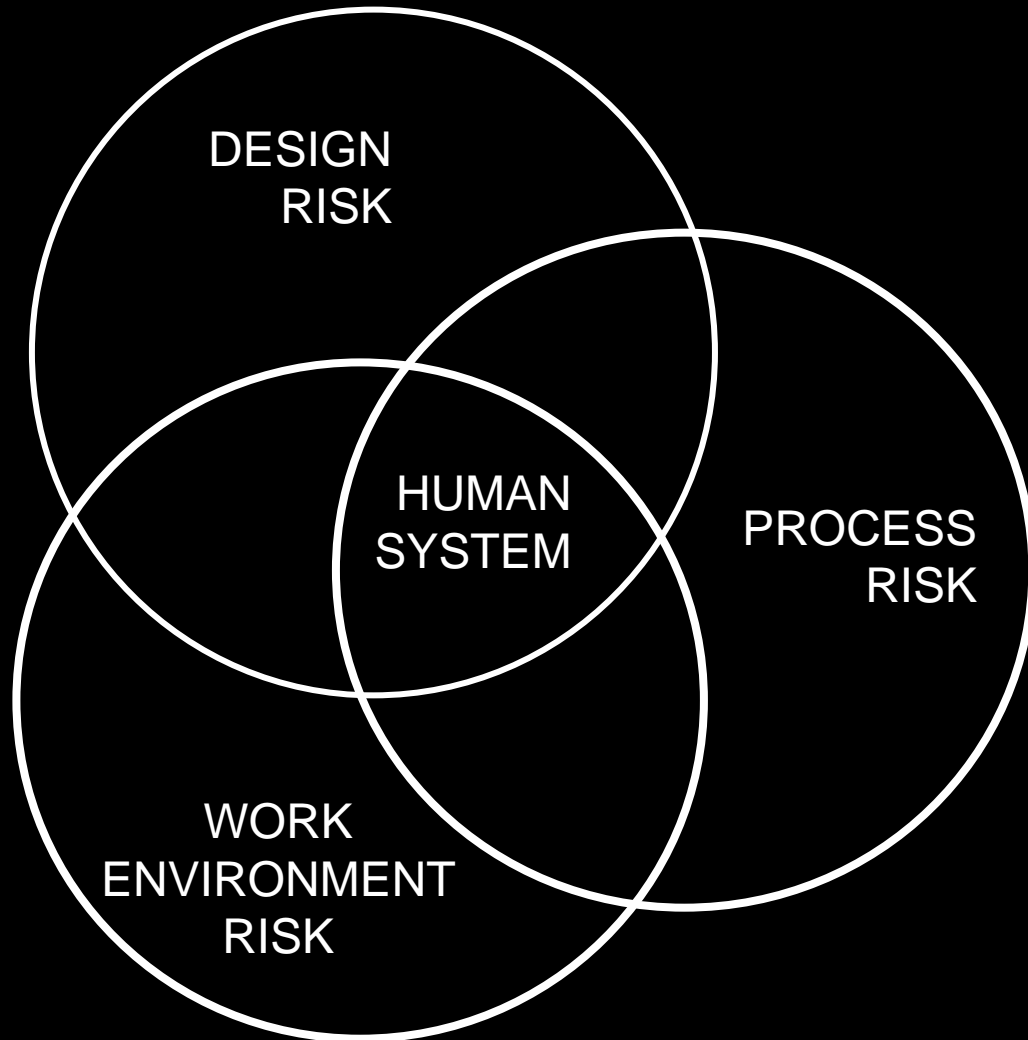 DESIGN
RISK
HUMAN
SYSTEM
PROCESS
RISK
WORK
ENVIRONMENT
RISK